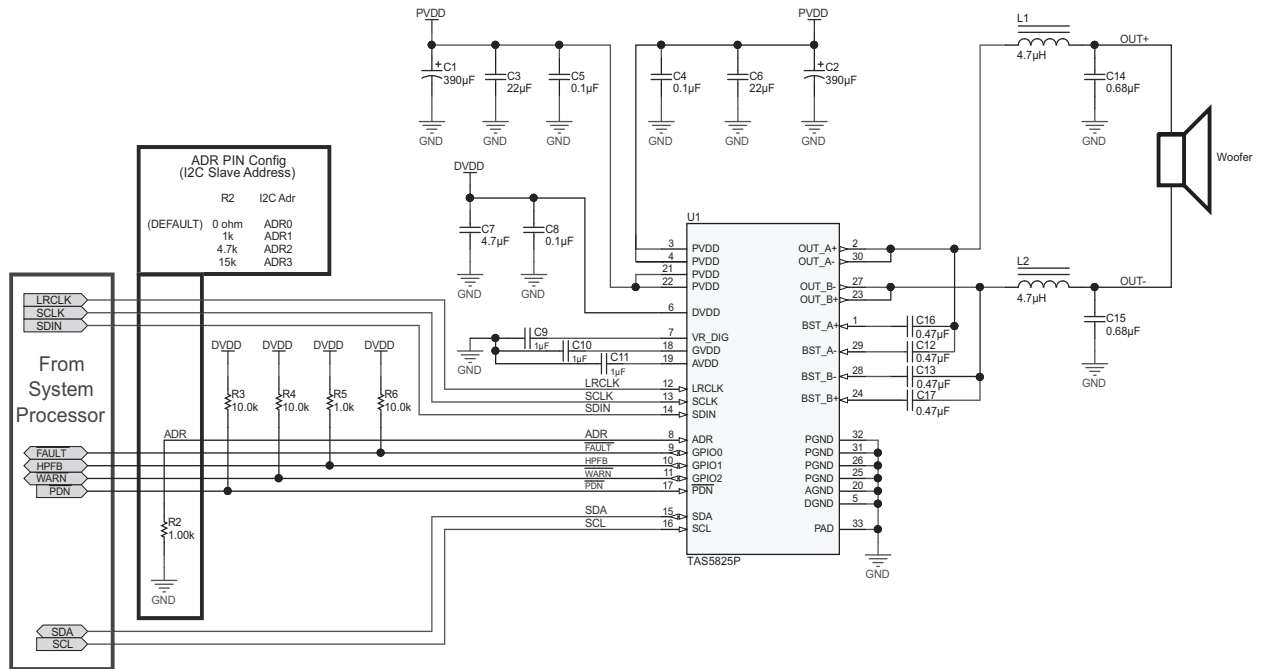 PVDD
C1
390µF
C3
22µF
C5
0.1µF
GND
GND
GND
PVDD
C4
0.1µF
C6
22µF
C2
390µF
GND
GND
GND
L1
4.7µH
OUT+
C14
0.68µF
GND
Woofer
ADR PIN Config
(I2C Slave Address)
R2 I2C Adr
(DEFAULT) 0 ohm ADR0
1k ADR1
4.7k ADR2
15k ADR3
DVDD
C7
4.7µF
C8
0.1µF
GND
GND
U1
3 PVDD
4 PVDD
21 PVDD
22 PVDD
6 DVDD
7 VR_DIG
18 GVDD
19 AVDD
12 LRCLK
13 SCLK
14 SDIN
8 ADR
9 GPIO0
10 GPIO1
11 GPIO2
17 PDN
15 SDA
16 SCL
OUT_A+ 2
OUT_A- 30
OUT_B- 27
OUT_B+ 23
BST_A+ 1
BST_A- 29
BST_B- 28
BST_B+ 24
PGND 32
PGND 31
PGND 26
PGND 25
AGND 20
DGND 5
PAD 33
TAS5825P
GND
C16
0.47µF
C12
0.47µF
C13
0.47µF
C17
0.47µF
L2
4.7µH
OUT-
C15
0.68µF
GND
GND
C9
1µF
C10
1µF
C11
1µF
LRCLK
SCLK
SDIN
ADR
FAULT
HPFB
WARN
PDN
SDA
SCL
LRCLK
SCLK
SDIN
From
System
Processor
FAULT
HPFB
WARN
PDN
SDA
SCL
DVDD
DVDD
DVDD
DVDD
R3
10.0k
R4
10.0k
R5
1.0k
R6
10.0k
ADR
R2
1.00k
GND